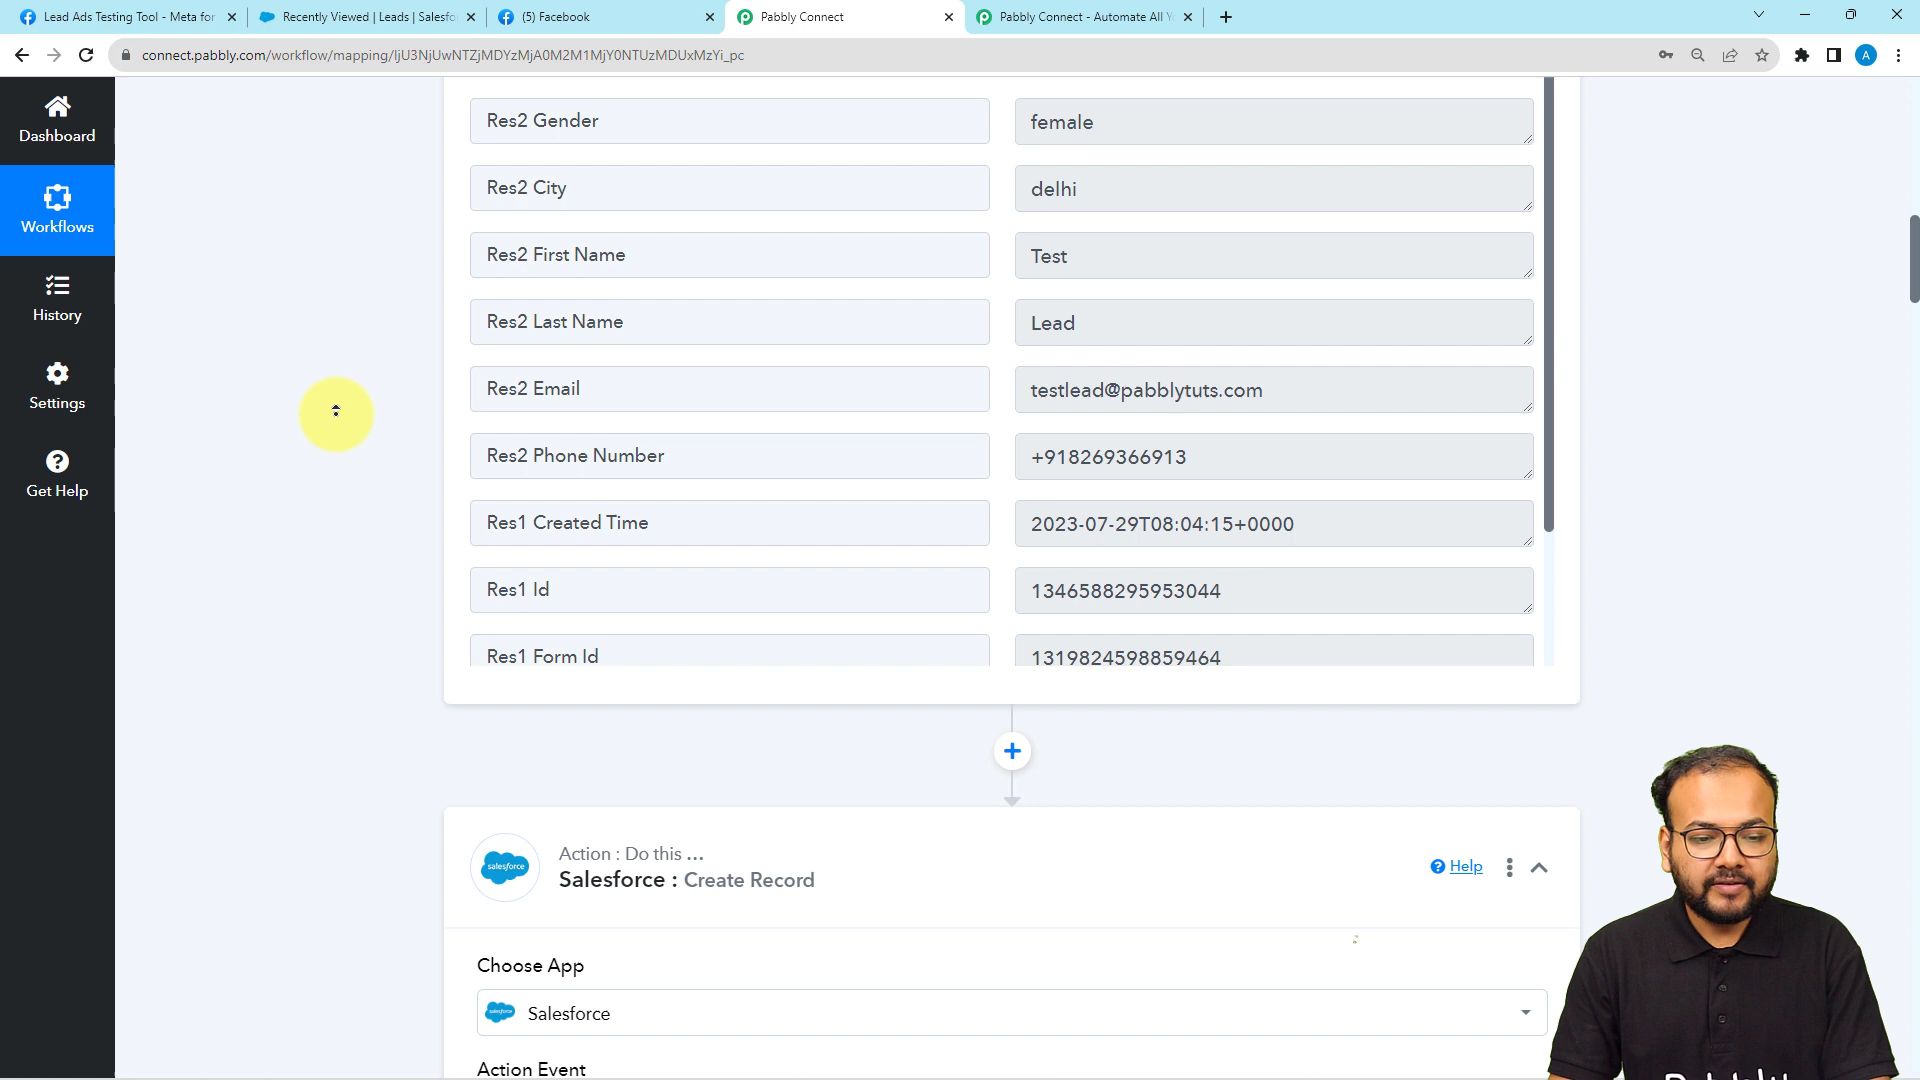 Lead Ads Testing Tool - Meta for
Recently Viewed | Leads | Salesfo
(5) Facebook
Pabbly Connect
Pabbly Connect - Automate All Y
connect.pabbly.com/workflow/mapping/IjU3NjUwNTZjMDYzMjA0M2M1MjY0NTUzMDUxMzYi_pc
A
Dashboard
Workflows
History
Settings
Get Help
Res2 Gender
female
Res2 City
delhi
Res2 First Name
Test
Res2 Last Name
Lead
Res2 Email
testlead@pabblytuts.com
Res2 Phone Number
+918269366913
Res1 Created Time
2023-07-29T08:04:15+0000
Res1 Id
1346588295953044
Res1 Form Id
1319824598859464
salesforce
Action : Do this ...
Salesforce : Create Record
Help
Choose App
Salesforce
Action Event
Pabbly